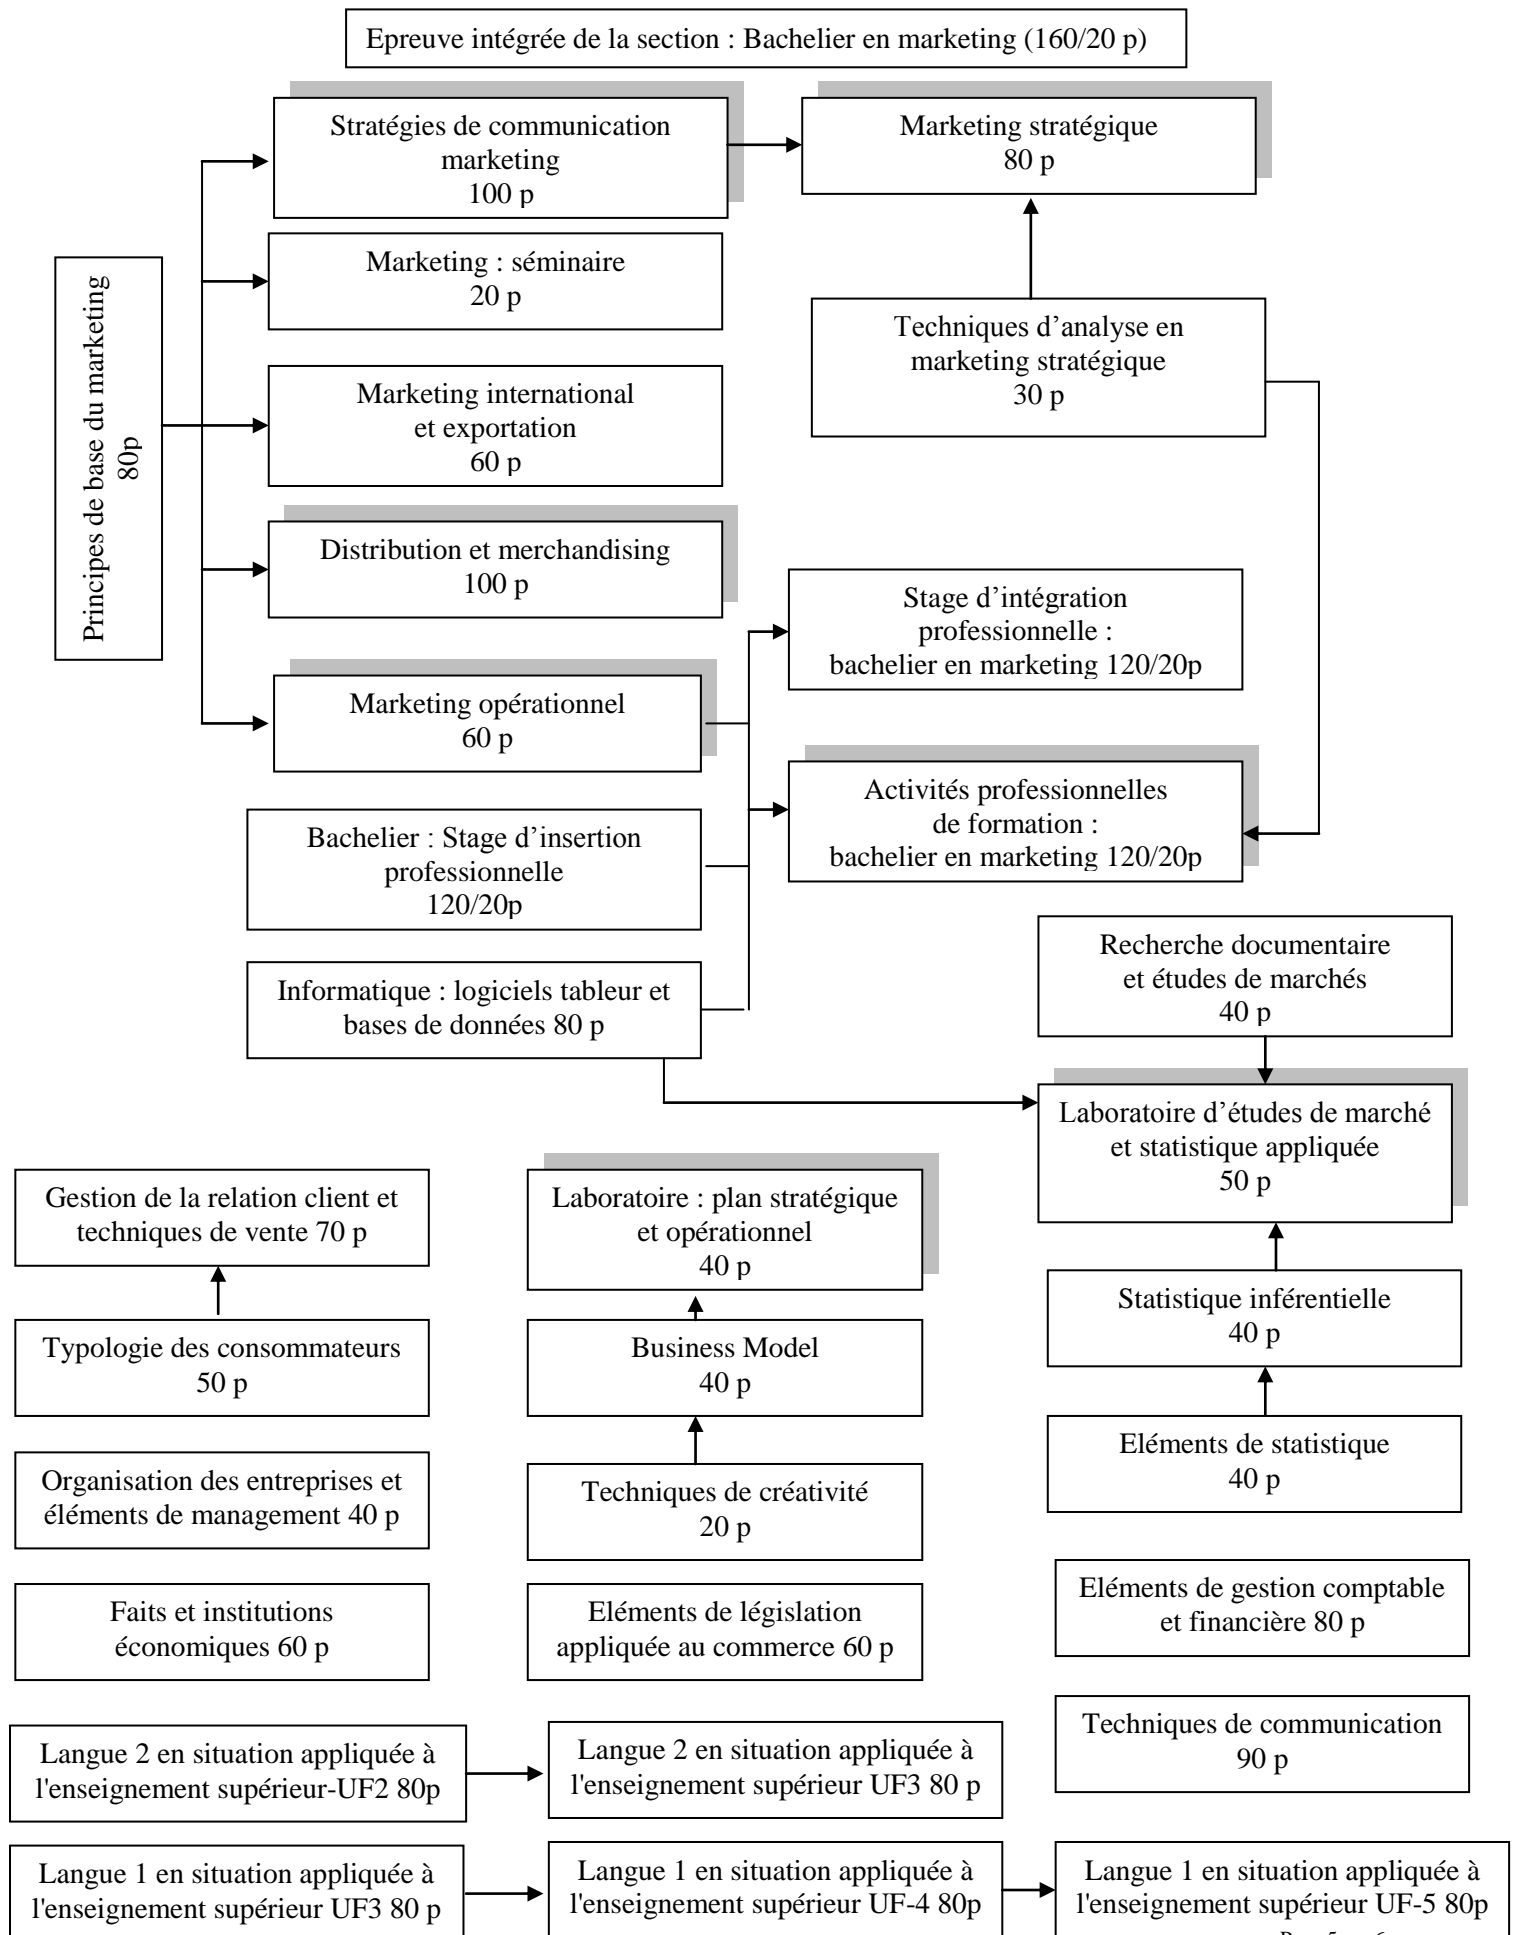 Epreuve intégrée de la section : Bachelier en marketing (160/20 p)
Stratégies de communication
marketing
100 p
Marketing stratégique
80 p
Marketing : séminaire
20 p
Principes de base du marketing
80p
Techniques d’analyse en
marketing stratégique
30 p
Marketing international
et exportation
60 p
Distribution et merchandising
100 p
Stage d’intégration
professionnelle :
bachelier en marketing 120/20p
Marketing opérationnel
60 p
Activités professionnelles
de formation :
bachelier en marketing 120/20p
Bachelier : Stage d’insertion
professionnelle
120/20p
Recherche documentaire
et études de marchés
40 p
Informatique : logiciels tableur et
bases de données 80 p
Laboratoire d’études de marché
et statistique appliquée
50 p
Gestion de la relation client et
techniques de vente 70 p
Laboratoire : plan stratégique
et opérationnel
40 p
Statistique inférentielle
40 p
Typologie des consommateurs
50 p
Business Model
40 p
Eléments de statistique
40 p
Organisation des entreprises et
éléments de management 40 p
Techniques de créativité
20 p
Eléments de gestion comptable
et financière 80 p
Faits et institutions
économiques 60 p
Eléments de législation
appliquée au commerce 60 p
Techniques de communication
90 p
Langue 2 en situation appliquée à
l'enseignement supérieur-UF2 80p
Langue 2 en situation appliquée à
l'enseignement supérieur UF3 80 p
Langue 1 en situation appliquée à
l'enseignement supérieur UF3 80 p
Langue 1 en situation appliquée à
l'enseignement supérieur UF-4 80p
Langue 1 en situation appliquée à
l'enseignement supérieur UF-5 80p